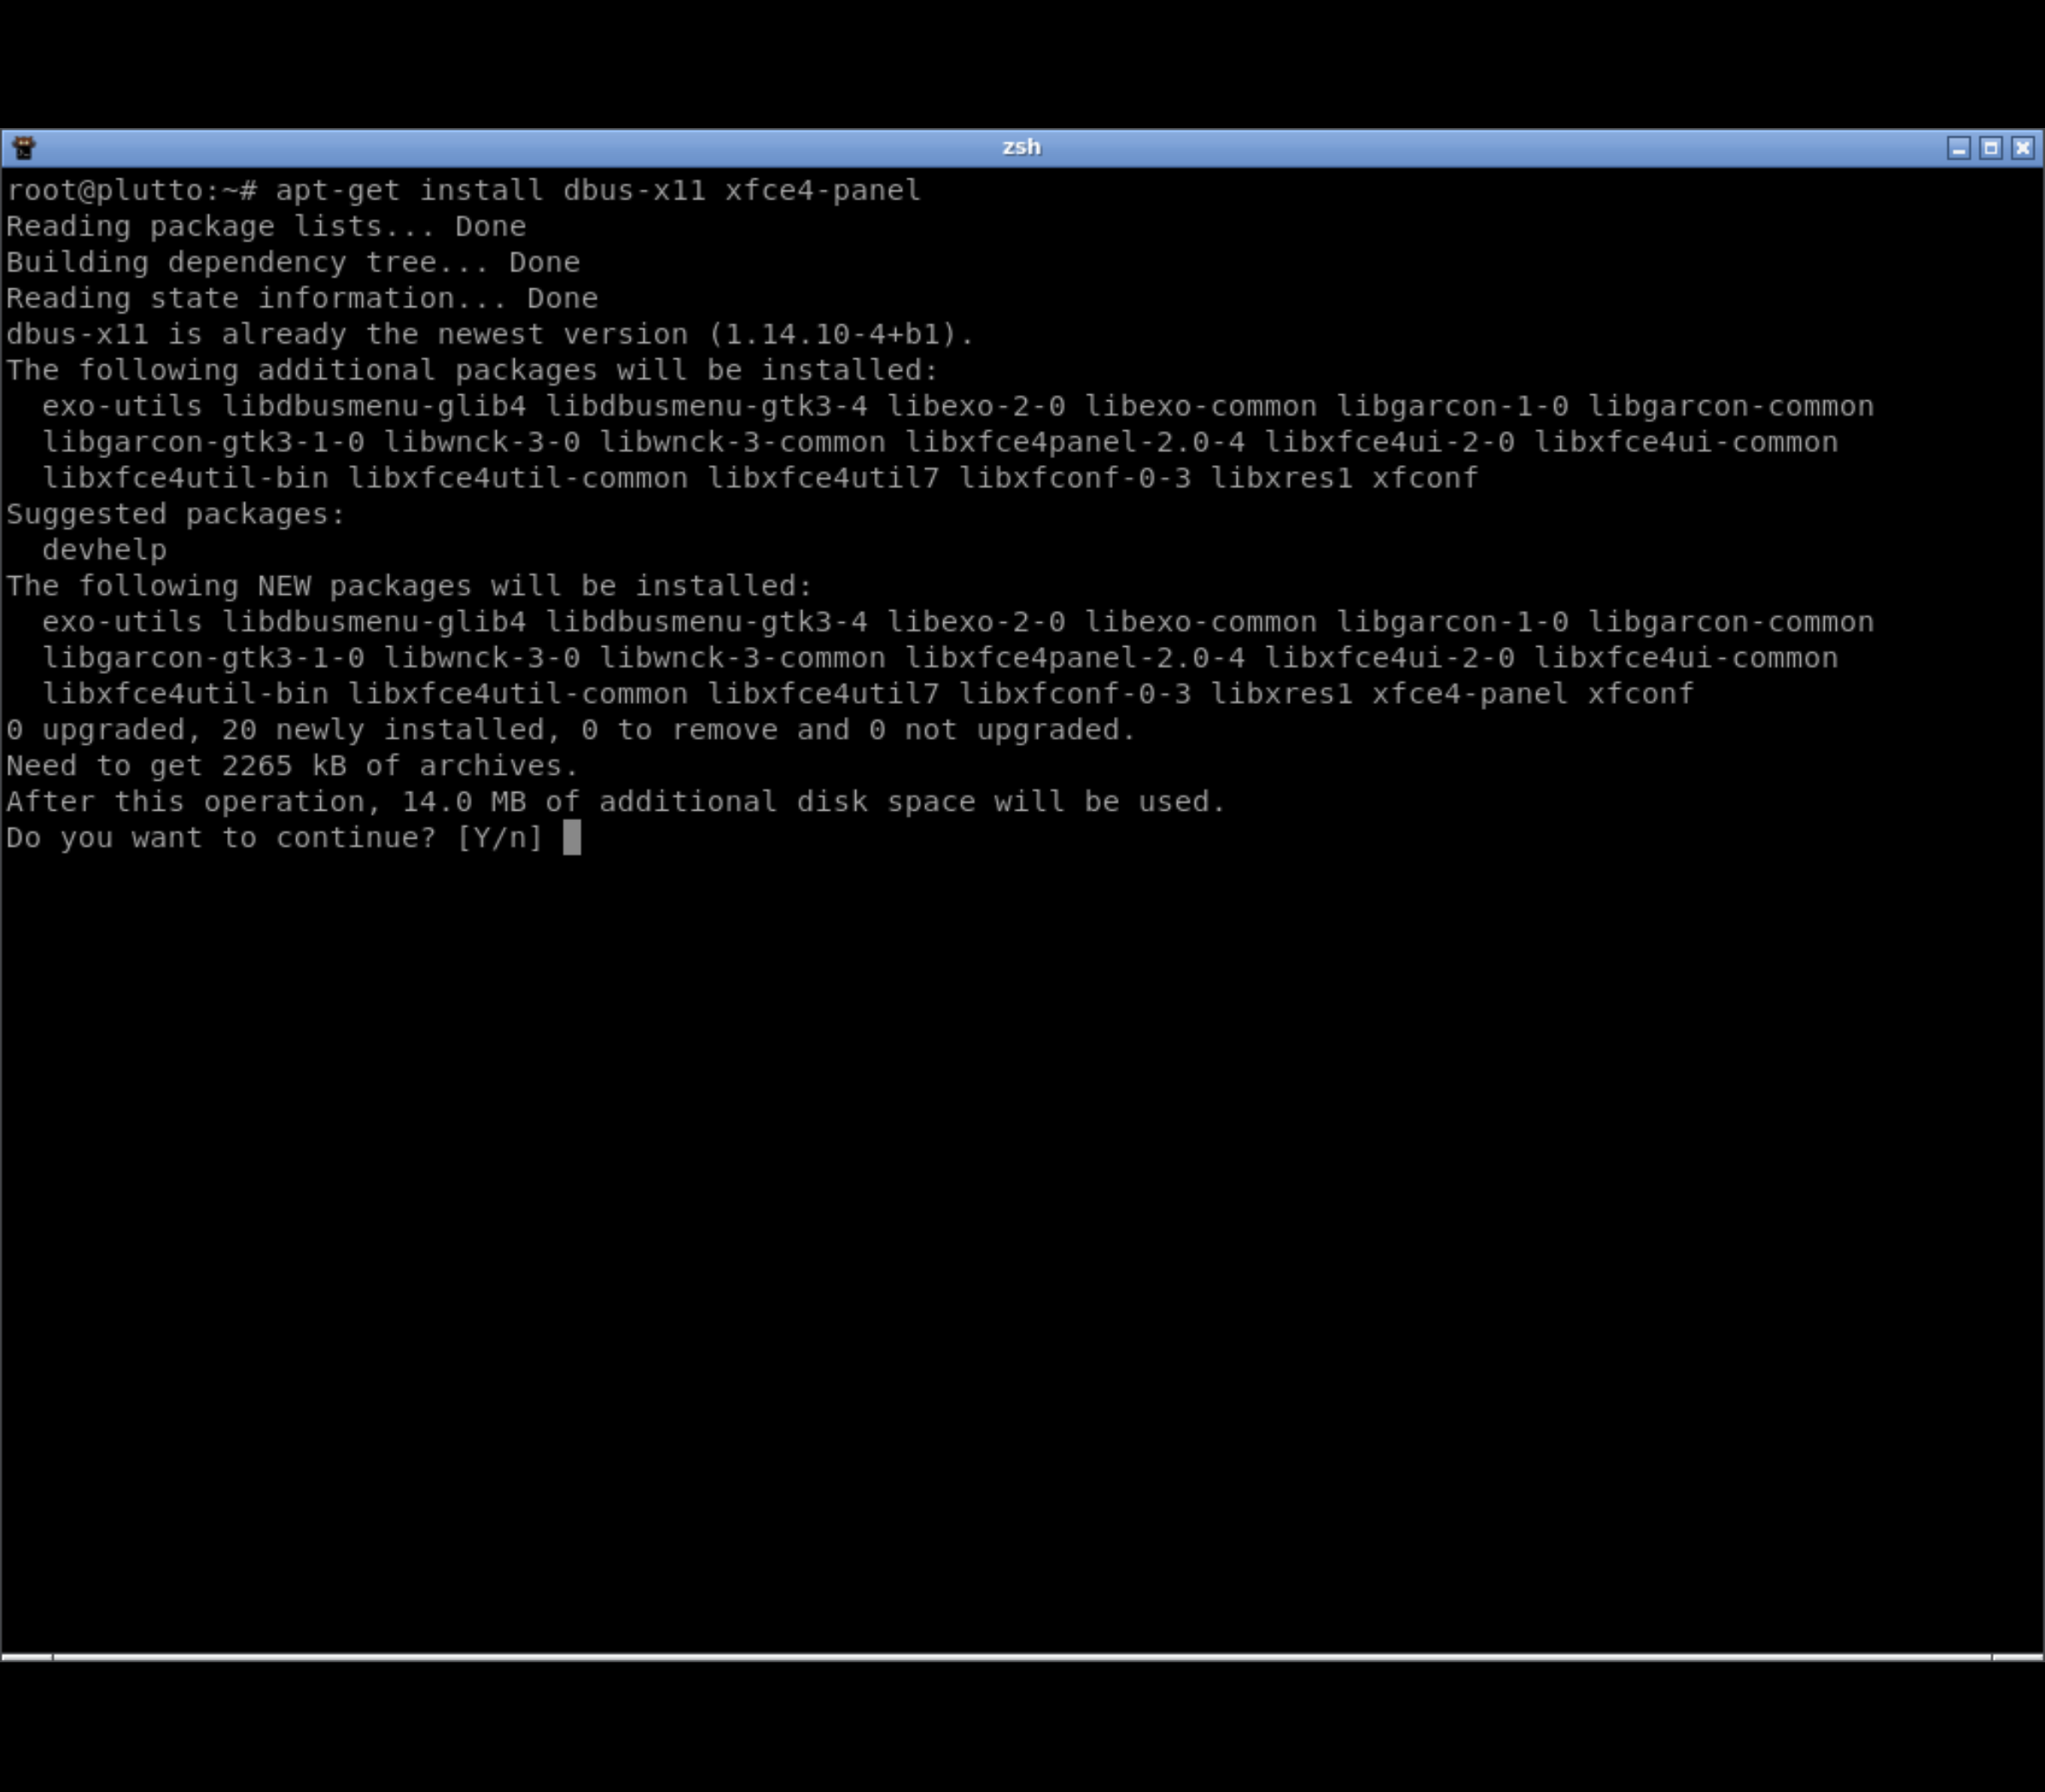 zsh
root@plutto:~# apt-get install dbus-x11 xfce4-panel
Reading package lists... Done
Building dependency tree... Done
Reading state information... Done
dbus-x11 is already the newest version (1.14.10-4+b1).
The following additional packages will be installed:
  exo-utils libdbusmenu-glib4 libdbusmenu-gtk3-4 libexo-2-0 libexo-common libgarcon-1-0 libgarcon-common
  libgarcon-gtk3-1-0 libwnck-3-0 libwnck-3-common libxfce4panel-2.0-4 libxfce4ui-2-0 libxfce4ui-common
  libxfce4util-bin libxfce4util-common libxfce4util7 libxfconf-0-3 libxres1 xfconf
Suggested packages:
  devhelp
The following NEW packages will be installed:
  exo-utils libdbusmenu-glib4 libdbusmenu-gtk3-4 libexo-2-0 libexo-common libgarcon-1-0 libgarcon-common
  libgarcon-gtk3-1-0 libwnck-3-0 libwnck-3-common libxfce4panel-2.0-4 libxfce4ui-2-0 libxfce4ui-common
  libxfce4util-bin libxfce4util-common libxfce4util7 libxfconf-0-3 libxres1 xfce4-panel xfconf
0 upgraded, 20 newly installed, 0 to remove and 0 not upgraded.
Need to get 2265 kB of archives.
After this operation, 14.0 MB of additional disk space will be used.
Do you want to continue? [Y/n]